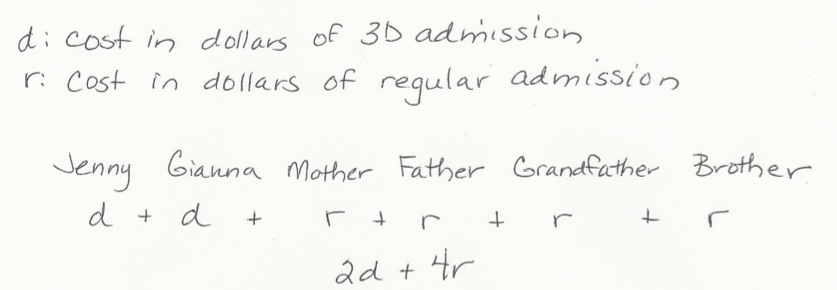 d: cost in dollars of 3D admission
r: cost in dollars of regular admission
Jenny Gianna Mother Father Grandfather Brother
d + d + r + r + r + r
2d + 4r